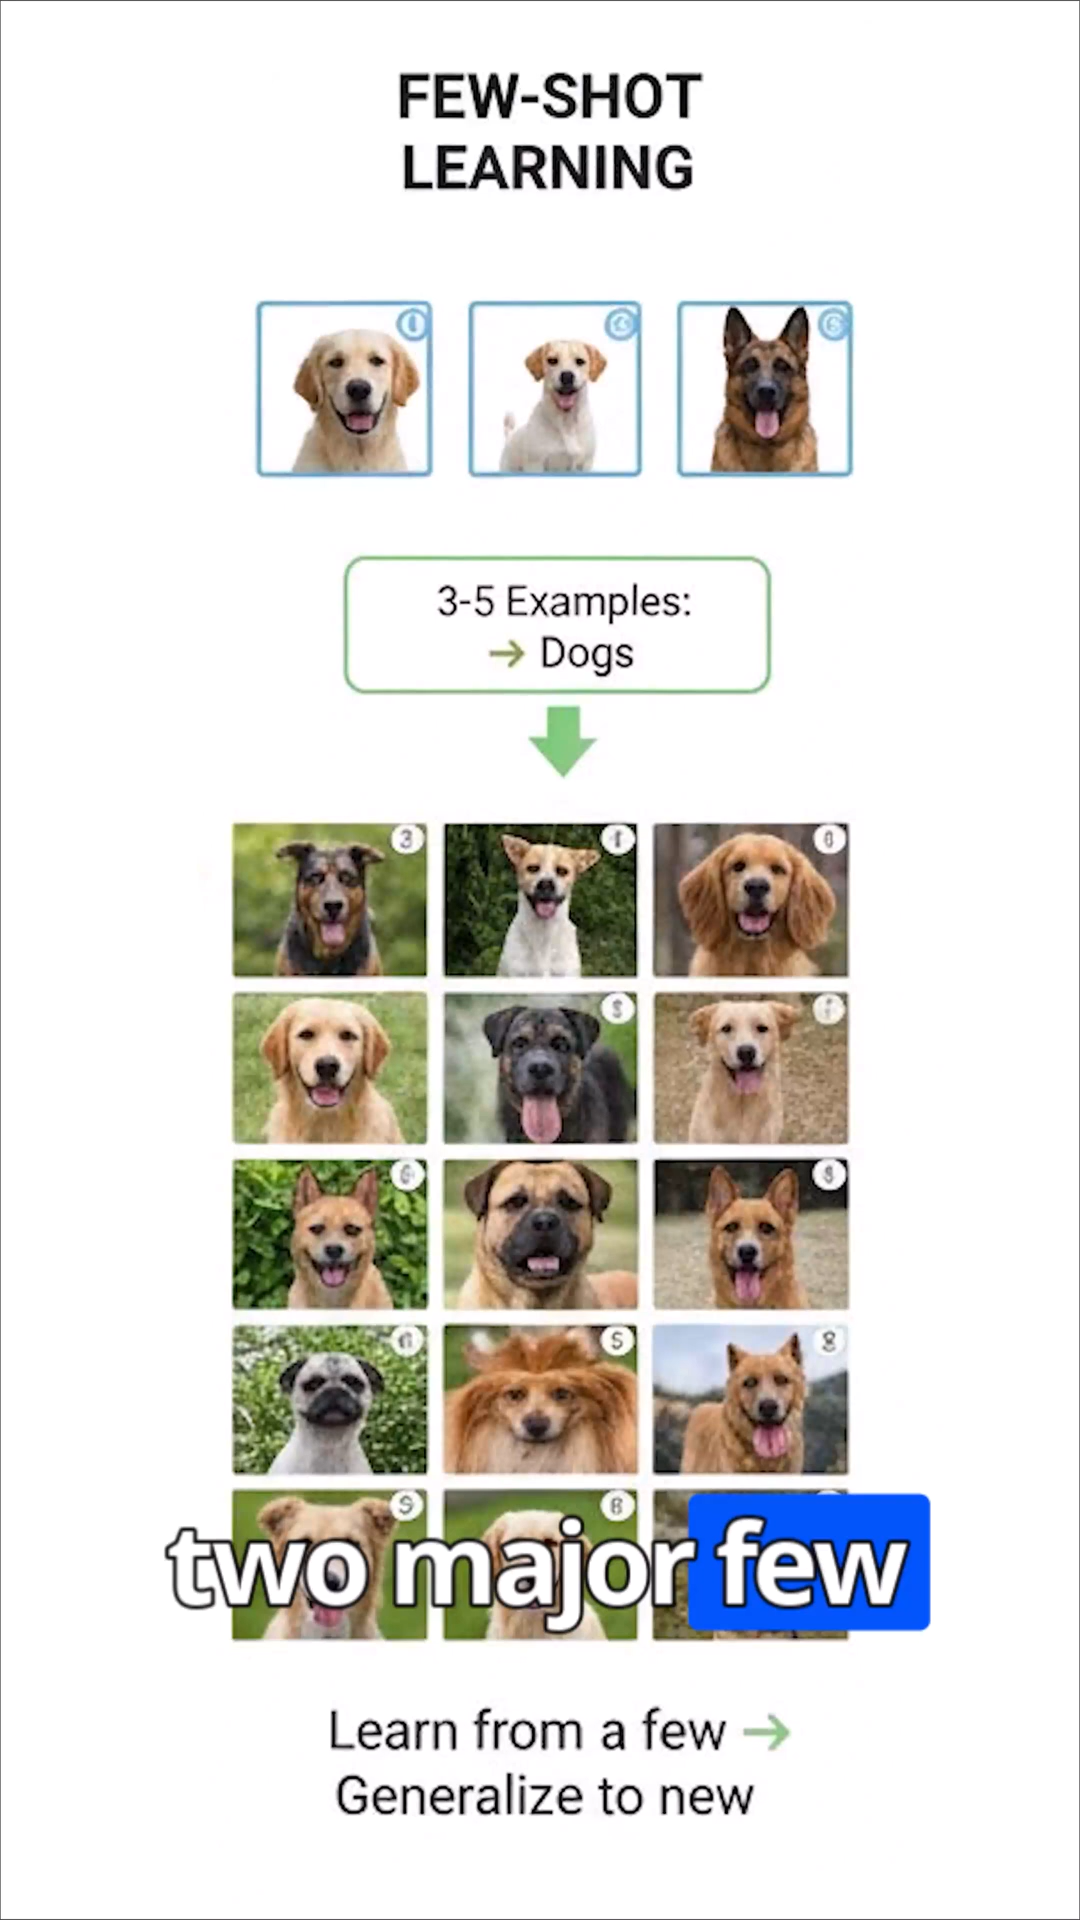 FEW-SHOT
LEARNING
3-5 Examples:
→ Dogs
two major few
Learn from a few →
Generalize to new